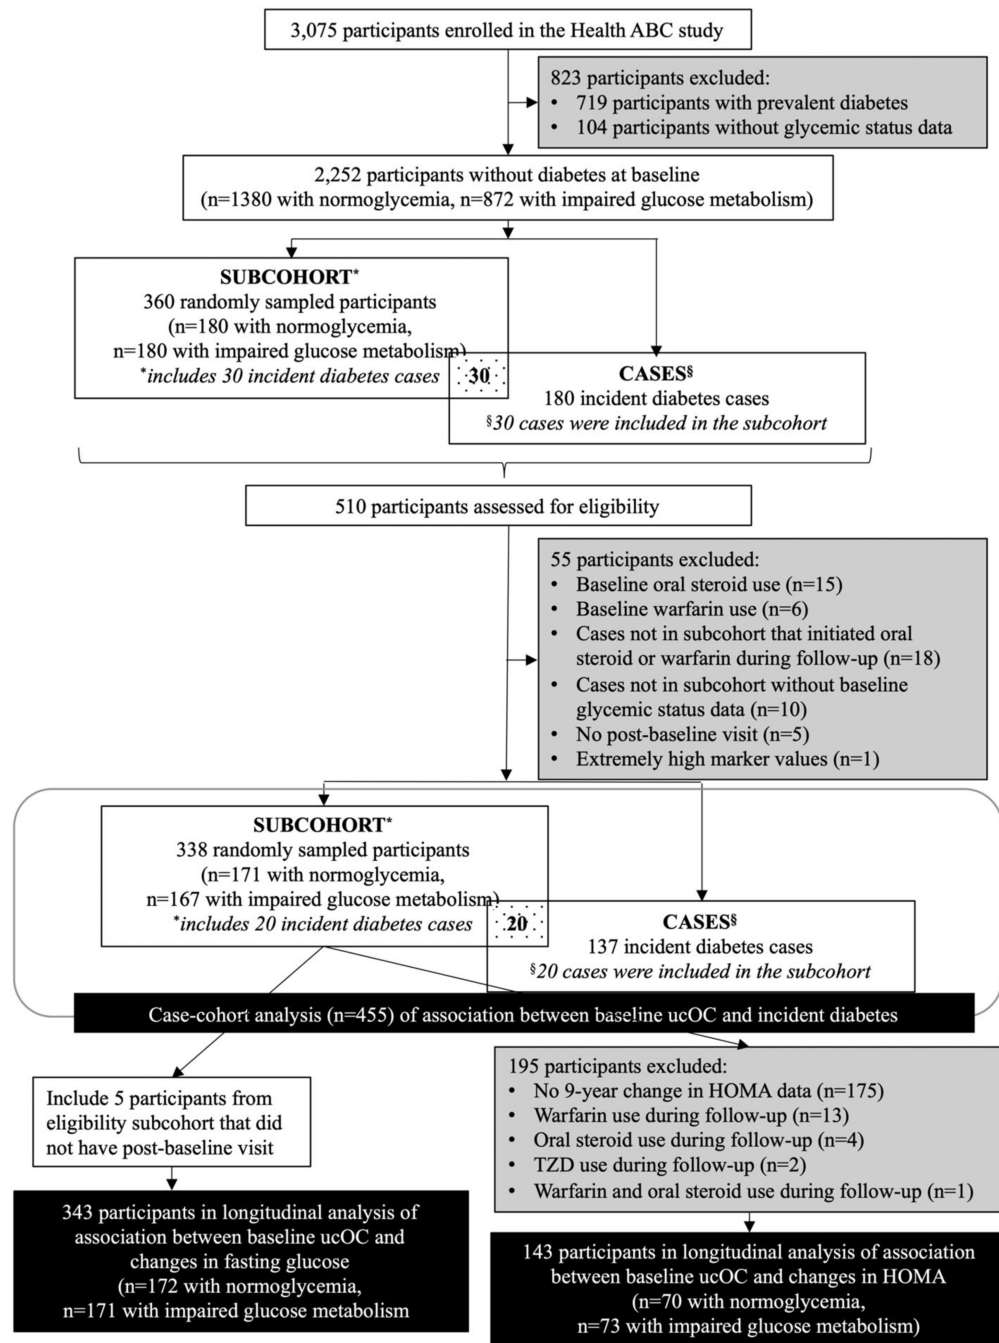 3,075 participants enrolled in the Health ABC study
823 participants excluded:
• 719 participants with prevalent diabetes
• 104 participants without glycemic status data
2,252 participants without diabetes at baseline
(n=1380 with normoglycemia, n=872 with impaired glucose metabolism)
SUBCOHORT*
360 randomly sampled participants
(n=180 with normoglycemia,
n=180 with impaired glucose metabolism)
*includes 30 incident diabetes cases
30
CASES§
180 incident diabetes cases
§30 cases were included in the subcohort
510 participants assessed for eligibility
55 participants excluded:
• Baseline oral steroid use (n=15)
• Baseline warfarin use (n=6)
• Cases not in subcohort that initiated oral
steroid or warfarin during follow-up (n=18)
• Cases not in subcohort without baseline
glycemic status data (n=10)
• No post-baseline visit (n=5)
• Extremely high marker values (n=1)
SUBCOHORT*
338 randomly sampled participants
(n=171 with normoglycemia,
n=167 with impaired glucose metabolism)
*includes 20 incident diabetes cases
20
CASES§
137 incident diabetes cases
§20 cases were included in the subcohort
Case-cohort analysis (n=455) of association between baseline ucOC and incident diabetes
Include 5 participants from
eligibility subcohort that did
not have post-baseline visit
195 participants excluded:
• No 9-year change in HOMA data (n=175)
• Warfarin use during follow-up (n=13)
• Oral steroid use during follow-up (n=4)
• TZD use during follow-up (n=2)
• Warfarin and oral steroid use during follow-up (n=1)
343 participants in longitudinal analysis of
association between baseline ucOC and
changes in fasting glucose
(n=172 with normoglycemia,
n=171 with impaired glucose metabolism
143 participants in longitudinal analysis of association
between baseline ucOC and changes in HOMA
(n=70 with normoglycemia,
n=73 with impaired glucose metabolism)